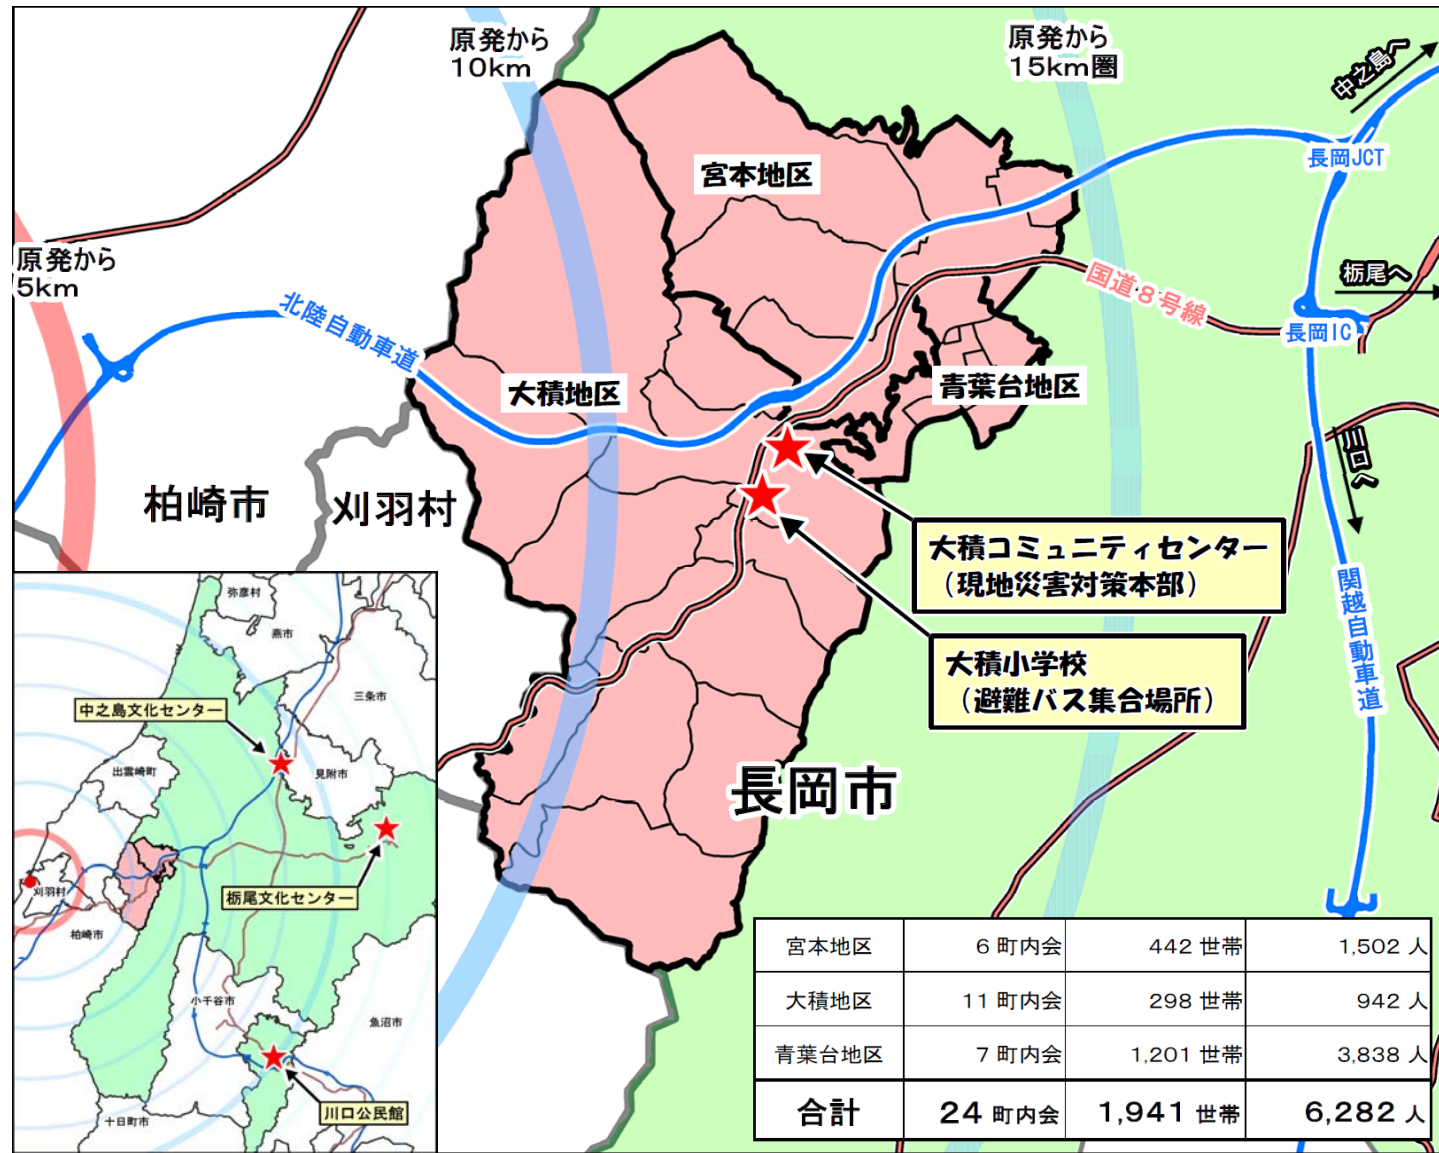 原発から
10km
原発から
15km圏
中之島へ
長岡JCT
宮本地区
原発から
5km
栃尾へ
国道8号線
北陸自動車道
長岡IC
大積地区
青葉台地区
川口へ
柏崎市
刈羽村
大積コミュニティセンター
(現地災害対策本部)
関越自動車道
大積小学校
(避難バス集合場所)
長岡市
弥彦村
燕市
三条市
中之島文化センター
出雲崎町
見附市
刈羽村
栃尾文化センター
柏崎市
小千谷市
魚沼市
川口公民館
十日町市
宮本地区 6 町内会 442 世帯 1,502 人
大積地区 11 町内会 298 世帯 942 人
青葉台地区 7 町内会 1,201 世帯 3,838 人
合計 24 町内会 1,941 世帯 6,282 人